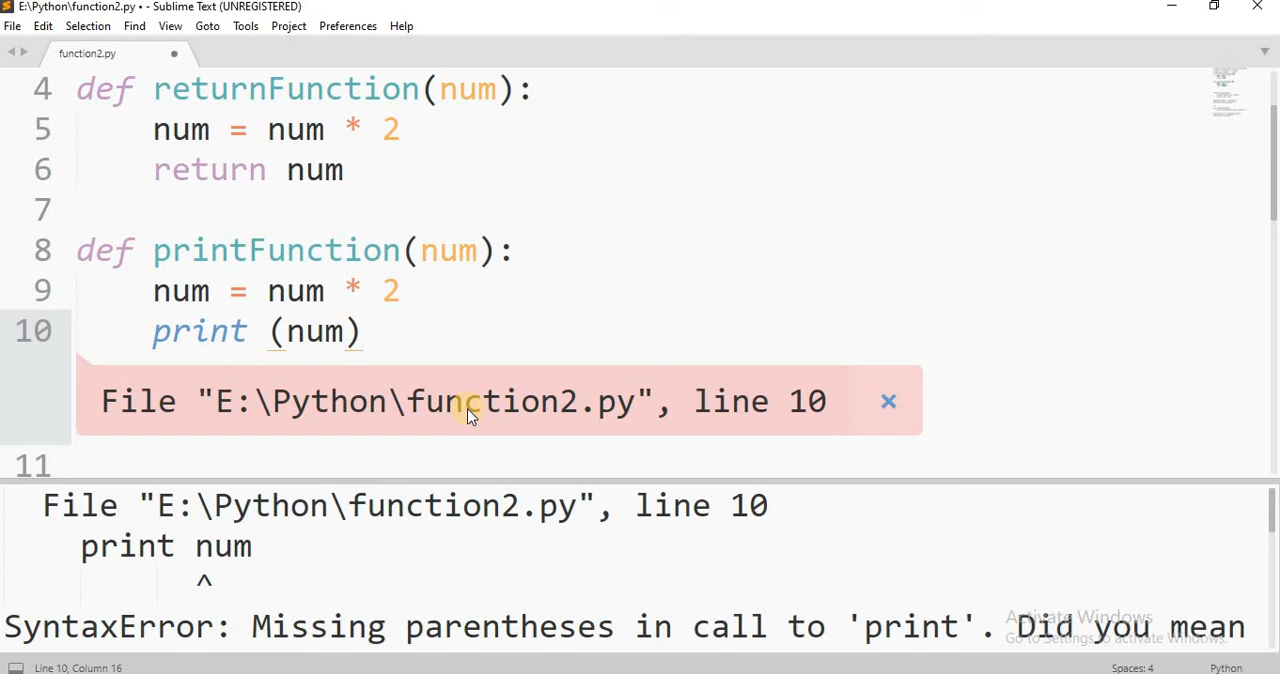 E:\Python\function2.py • - Sublime Text (UNREGISTERED)
File Edit Selection Find View Goto Tools Project Preferences Help
function2.py
4 def returnFunction(num):
5 num = num * 2
6 return num
7
8 def printFunction(num):
9 num = num * 2
10 print (num)
File "E:\Python\function2.py", line 10 ×
11
File "E:\Python\function2.py", line 10
print num
^
SyntaxError: Missing parentheses in call to 'print'. Did you mean
Activate Windows
Go to Settings to activate Windows.
Line 10, Column 16 Spaces: 4 Python